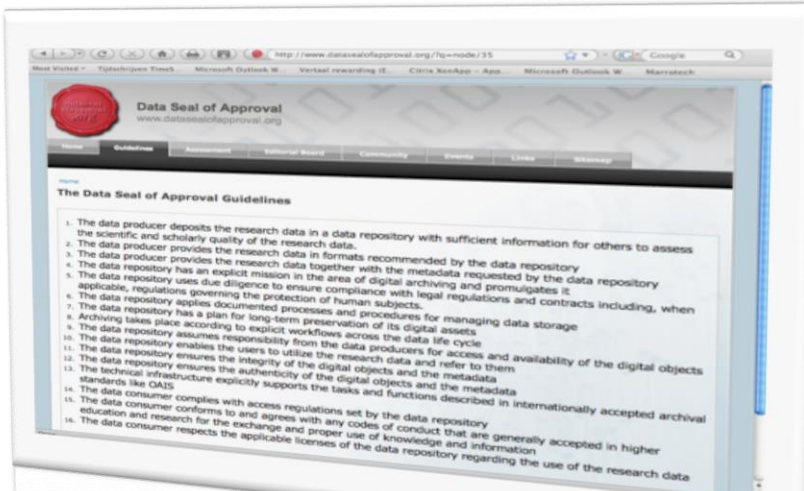 http://www.datasealofapproval.org/?q=node/35
Google
Most Visited Tijdschrijven TimeS... Microsoft Outlook W... Vertaal rewarding (E... Citrix XenApp - App... Microsoft Outlook W... Marratech
Data Seal of Approval
www.datasealofapproval.org
Home Guidelines Assessment Editorial Board Community Events Links Sitemap
Home
The Data Seal of Approval Guidelines
1. The data producer deposits the research data in a data repository with sufficient information for others to assess
the scientific and scholarly quality of the research data.
2. The data producer provides the research data in formats recommended by the data repository
3. The data producer provides the research data together with the metadata requested by the data repository
4. The data repository has an explicit mission in the area of digital archiving and promulgates it
5. The data repository uses due diligence to ensure compliance with legal regulations and contracts including, when
applicable, regulations governing the protection of human subjects.
6. The data repository applies documented processes and procedures for managing data storage
7. The data repository has a plan for long-term preservation of its digital assets
8. Archiving takes place according to explicit workflows across the data life cycle
9. The data repository assumes responsibility from the data producers for access and availability of the digital objects
10. The data repository enables the users to utilize the research data and refer to them
11. The data repository ensures the integrity of the digital objects and the metadata
12. The data repository ensures the authenticity of the digital objects and the metadata
13. The technical infrastructure explicitly supports the tasks and functions described in internationally accepted archival
standards like OAIS
14. The data consumer complies with access regulations set by the data repository
15. The data consumer conforms to and agrees with any codes of conduct that are generally accepted in higher
education and research for the exchange and proper use of knowledge and information
16. The data consumer respects the applicable licenses of the data repository regarding the use of the research data